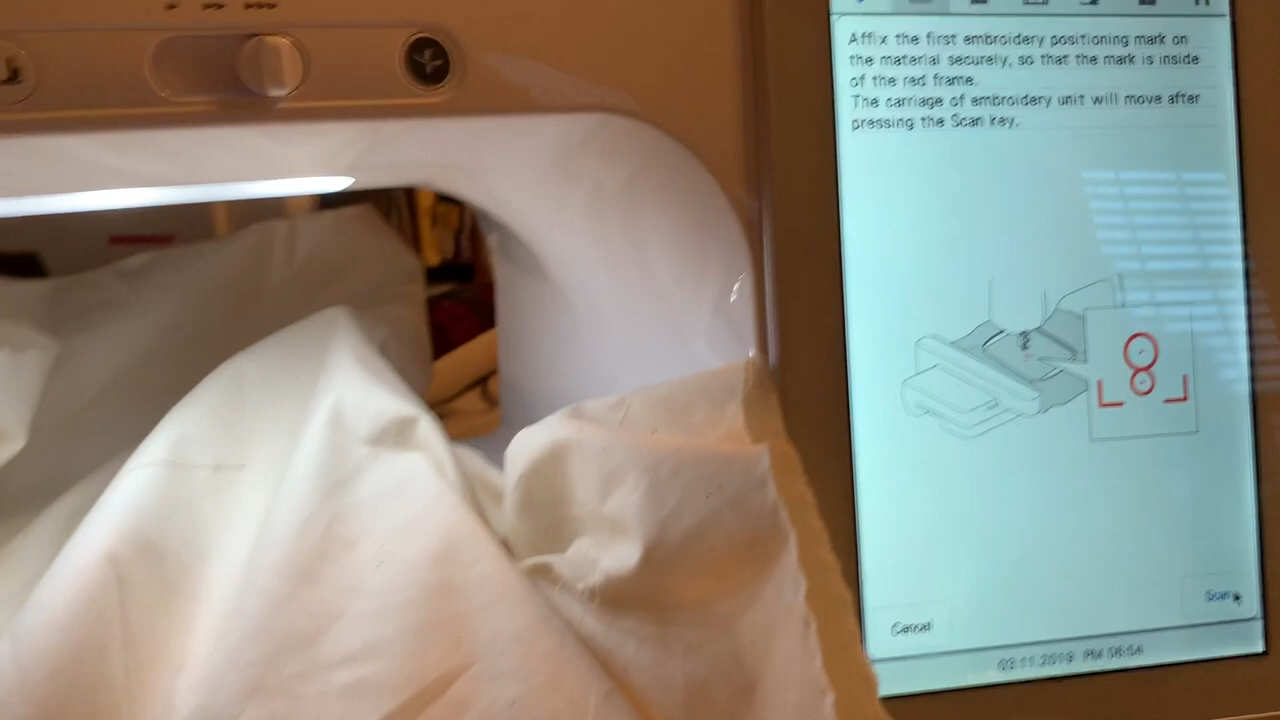 Affix the first embroidery positioning mark on
the material securely, so that the mark is inside
of the red frame.
The carriage of embroidery unit will move after
pressing the Scan key.
Scan
Cancel